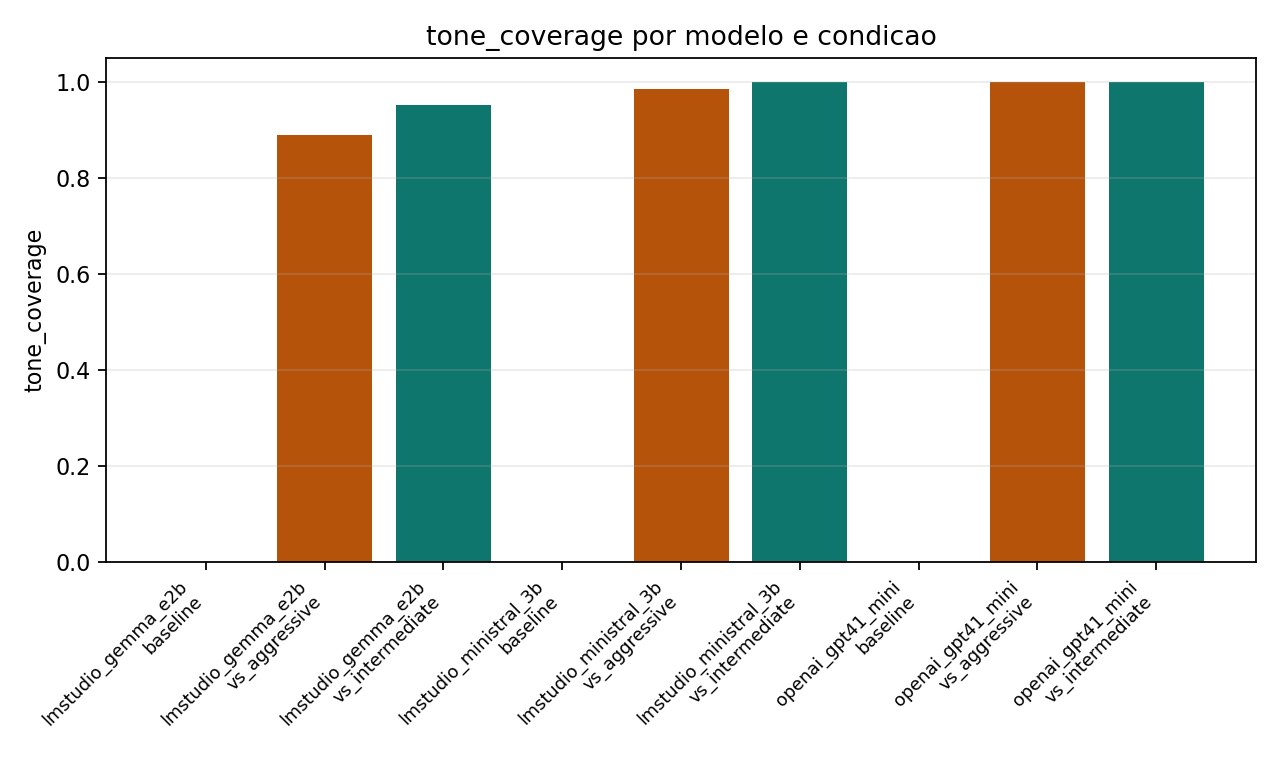 tone_coverage por modelo e condicao
tone_coverage
1.0
0.8
0.6
0.4
0.2
0.0
lmstudio_gemma_e2b
baseline
lmstudio_gemma_e2b
vs_aggressive
lmstudio_gemma_e2b
vs_intermediate
lmstudio_ministral_3b
baseline
lmstudio_ministral_3b
vs_aggressive
lmstudio_ministral_3b
vs_intermediate
openai_gpt41_mini
baseline
openai_gpt41_mini
vs_aggressive
openai_gpt41_mini
vs_intermediate